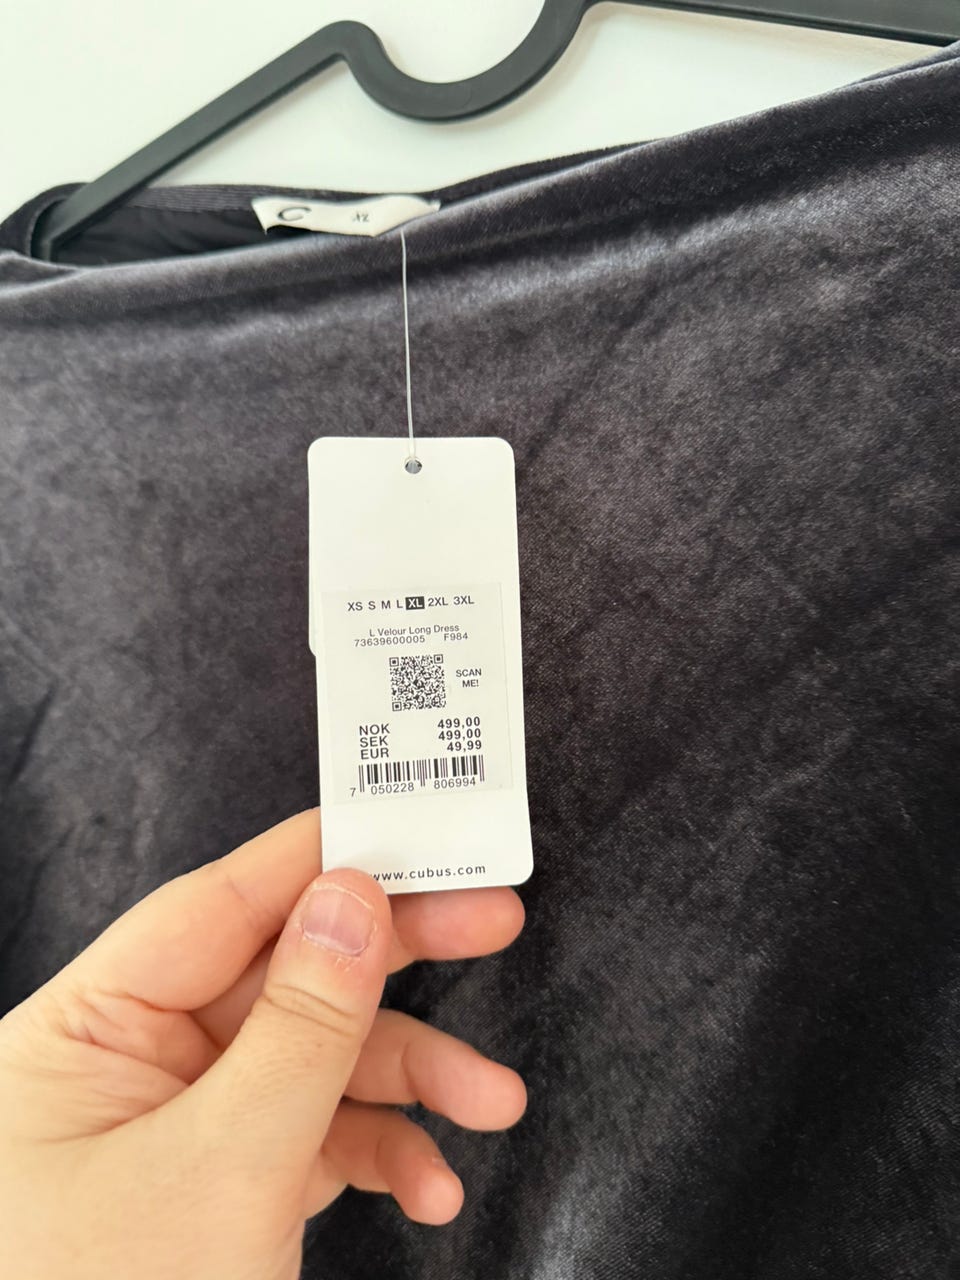 C
XS S M L XL 2XL 3XL
L Velour Long Dress
73639600005 F984
SCAN
ME!
NOK 499,00
SEK 499,00
EUR 49,99
7 050228 806994
www.cubus.com